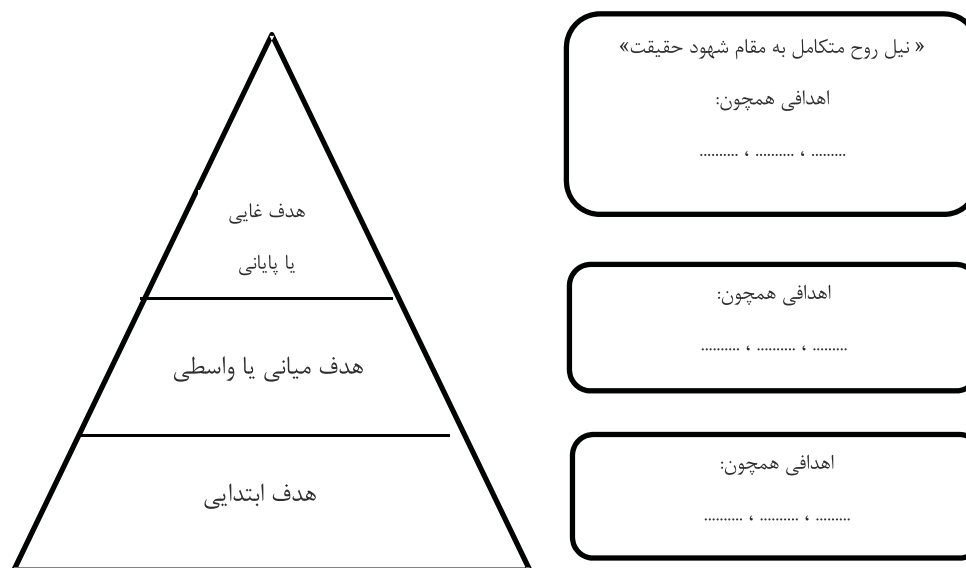 « نیل روح متکامل به مقام شهود حقیقت»
اهدافی همچون:
......... ، .......... ، ..........
هدف غایی
یا پایانی
اهدافی همچون:
......... ، .......... ، ..........
هدف میانی یا واسطی
اهدافی همچون:
......... ، .......... ، ..........
هدف ابتدایی